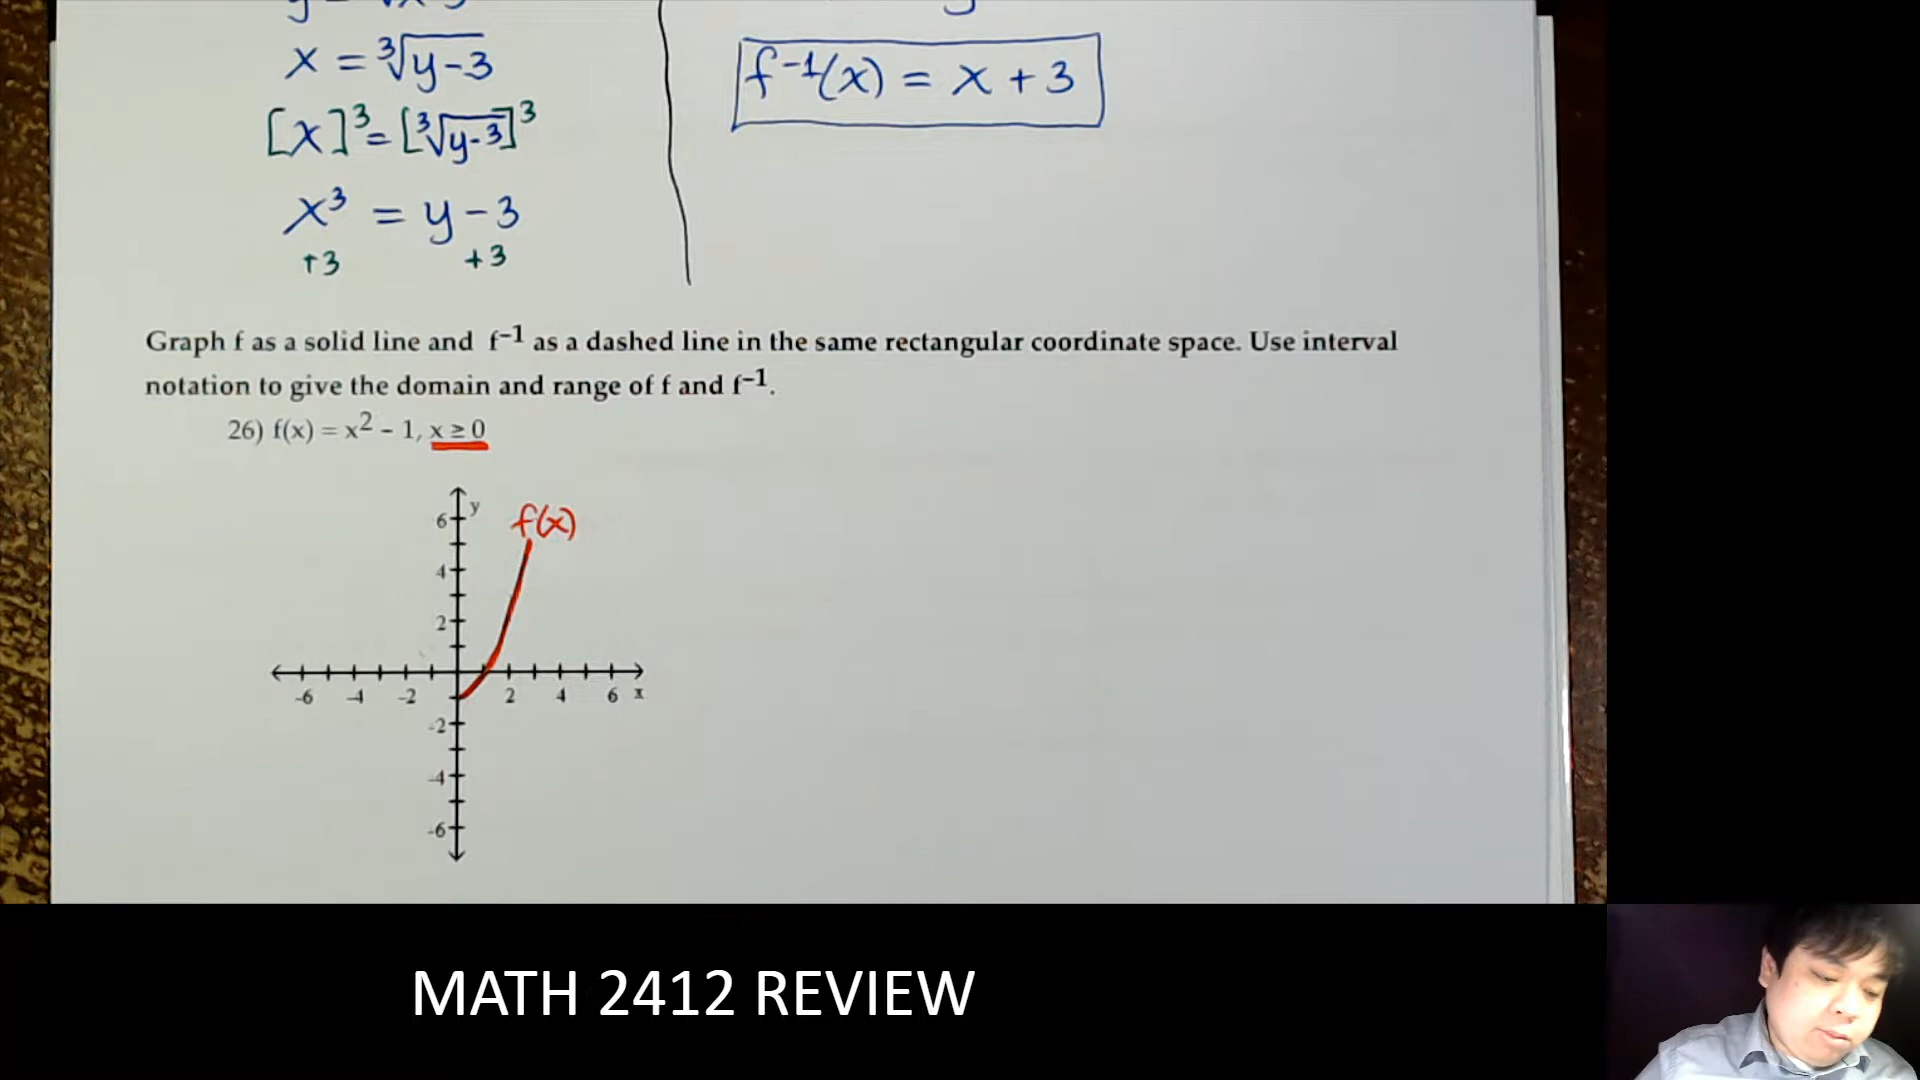 x = ∛y-3
[x]³ = [∛y-3]³
x³ = y - 3
+3 +3
f⁻¹(x) = x + 3
Graph f as a solid line and f⁻¹ as a dashed line in the same rectangular coordinate space. Use interval
notation to give the domain and range of f and f⁻¹.
26) f(x) = x² - 1, x ≥ 0
y
6
f(x)
4
2
-6 -4 -2 2 4 6 x
-2
-4
-6
MATH 2412 REVIEW